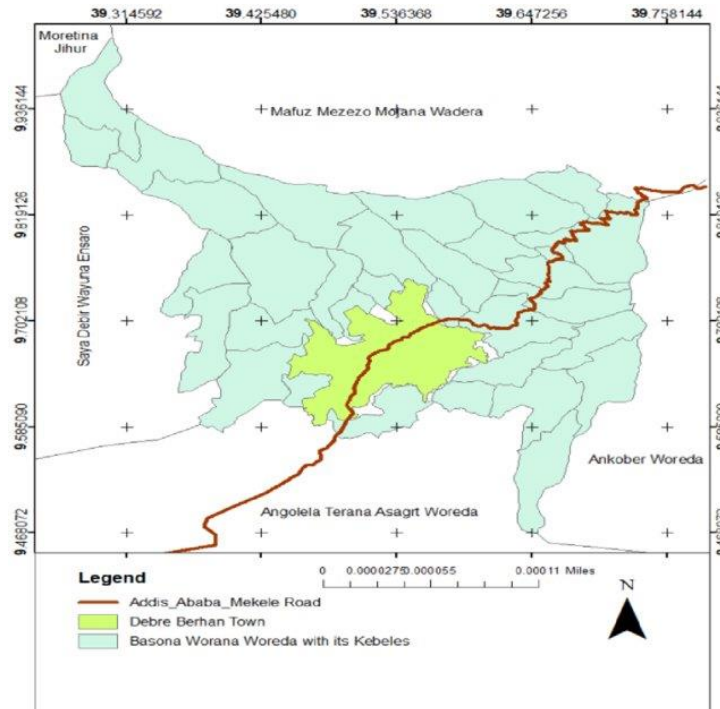 39.314592 39.425480 39.536368 39.647256 39.758144
Moretina
Jihur
Mafuz Mezezo Mojana Wadera
9.936144
9.819126
9.702108
9.585090
9.468072
Saya Debir Wayuna Ensaro
Ankober Woreda
Angolela Terana Asagrt Woreda
Legend
0 0.0000275 0.000055 0.00011 Miles
Addis_Ababa_Mekele Road
Debre Berhan Town
Basona Worana Woreda with its Kebeles
N